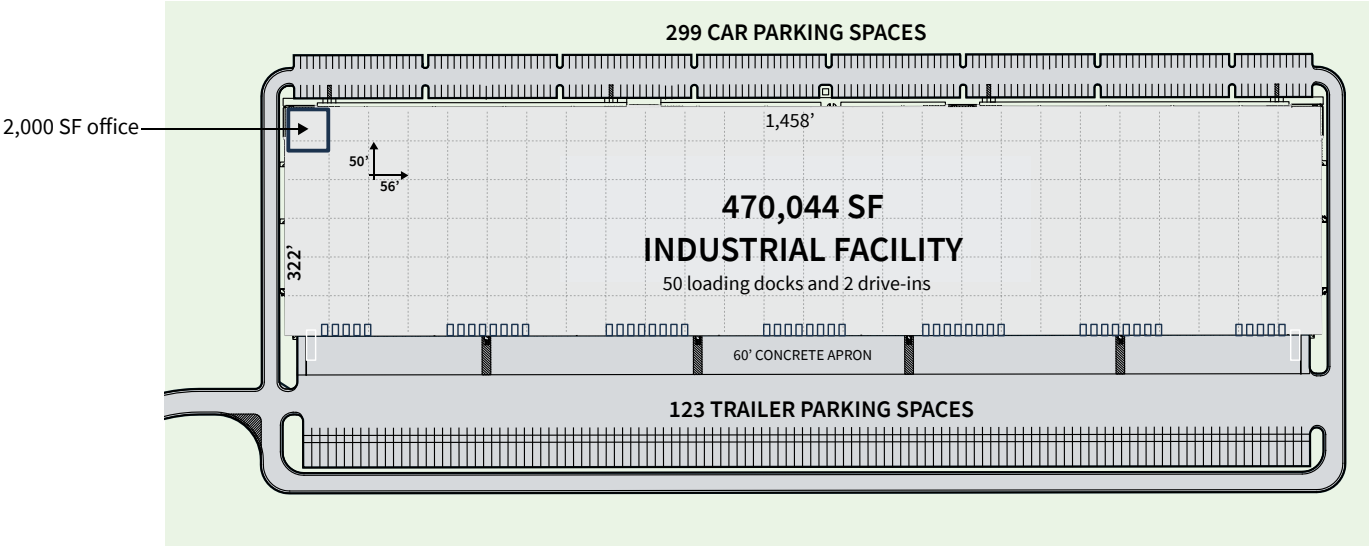 299 CAR PARKING SPACES
2,000 SF office
1,458’
50’
56’
470,044 SF
INDUSTRIAL FACILITY
322’
50 loading docks and 2 drive-ins
60’ CONCRETE APRON
123 TRAILER PARKING SPACES